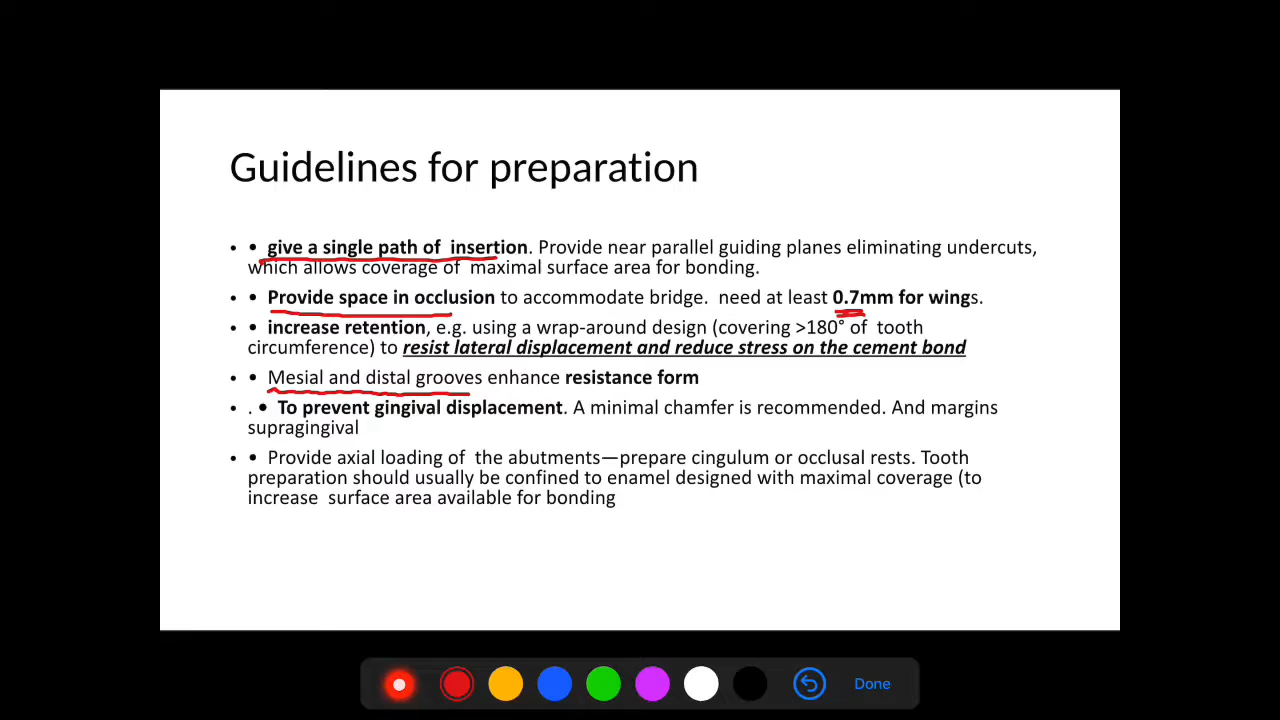 Guidelines for preparation
• • give a single path of insertion. Provide near parallel guiding planes eliminating undercuts,
which allows coverage of maximal surface area for bonding.
• • Provide space in occlusion to accommodate bridge. need at least 0.7mm for wings.
• • increase retention, e.g. using a wrap-around design (covering >180° of tooth
circumference) to resist lateral displacement and reduce stress on the cement bond
• • Mesial and distal grooves enhance resistance form
• . • To prevent gingival displacement. A minimal chamfer is recommended. And margins
supragingival
• • Provide axial loading of the abutments—prepare cingulum or occlusal rests. Tooth
preparation should usually be confined to enamel designed with maximal coverage (to
increase surface area available for bonding
Done